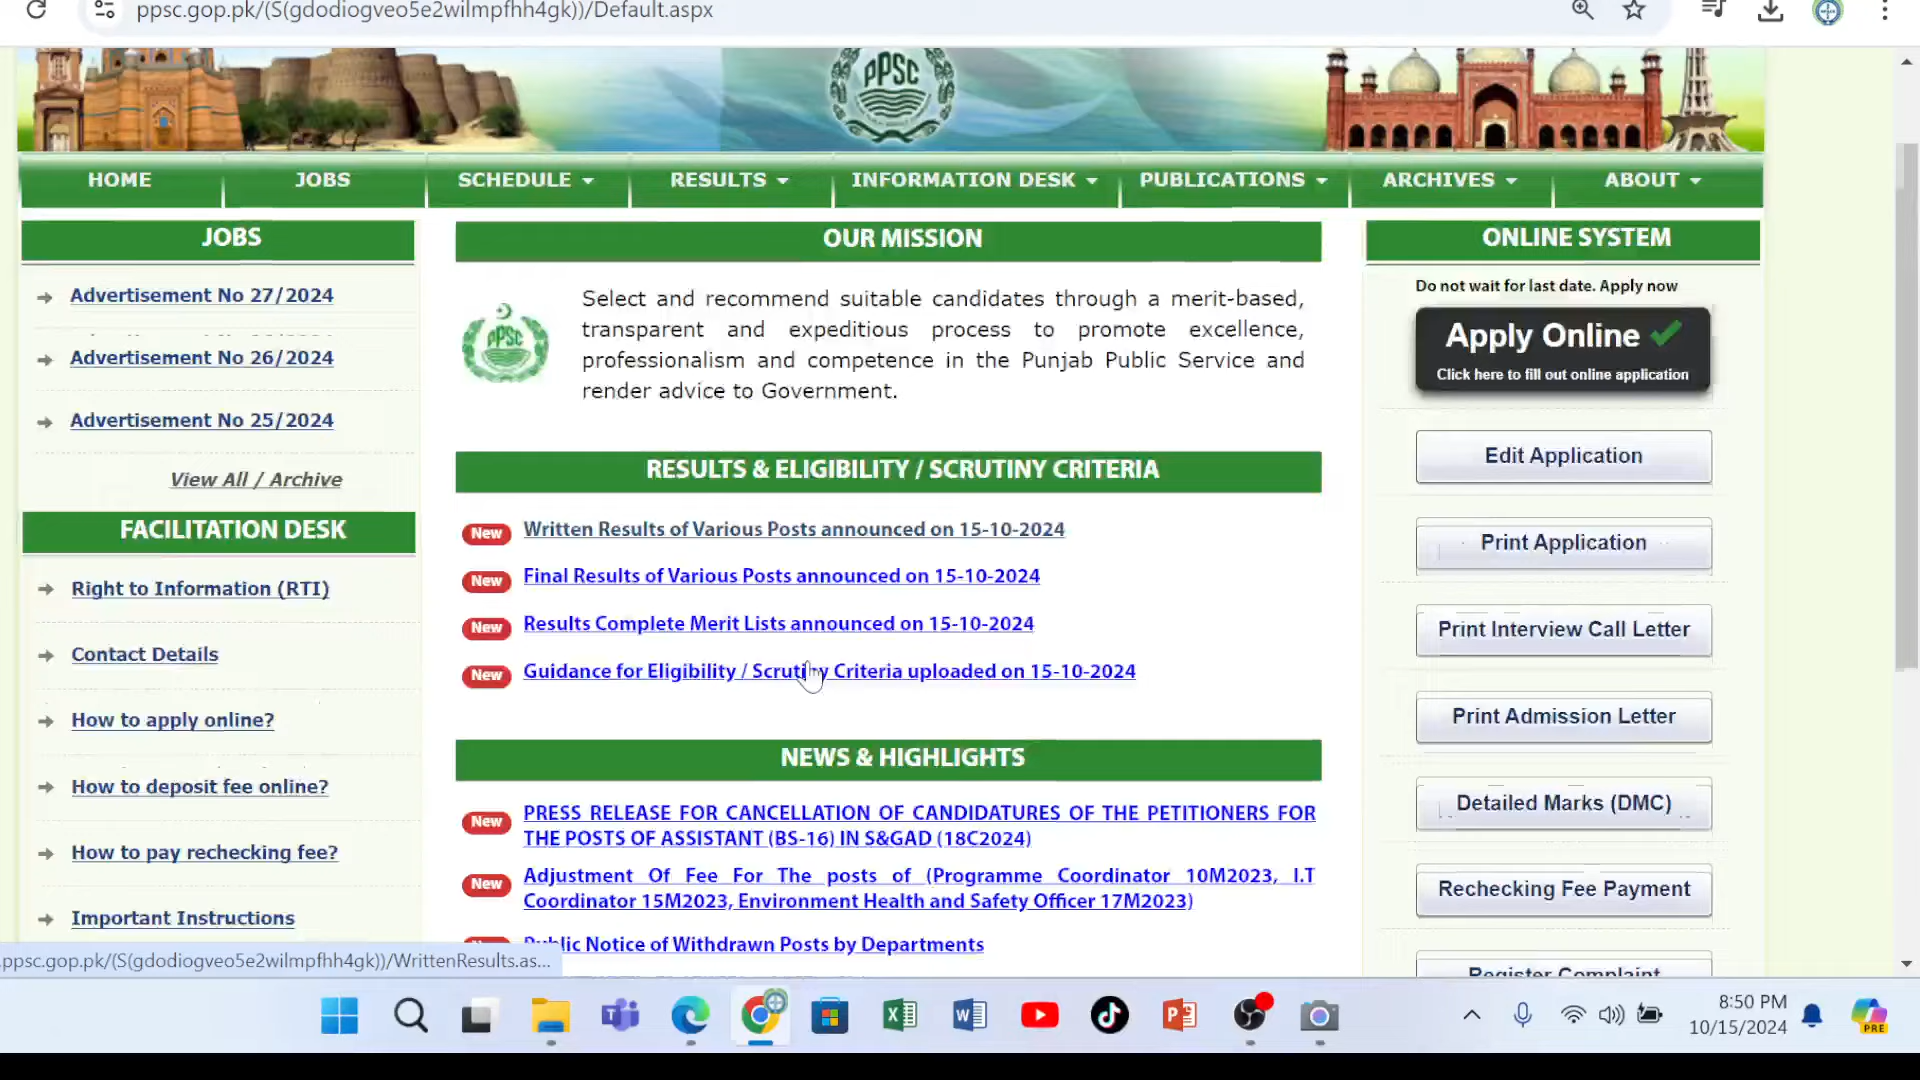 ppsc.gop.pk/(S(gdodiogveo5e2wilmpfhh4gk))/Default.aspx
PPSC
HOME
JOBS
SCHEDULE
RESULTS
INFORMATION DESK
PUBLICATIONS
ARCHIVES
ABOUT
JOBS
Advertisement No 27/2024
Advertisement No 26/2024
Advertisement No 25/2024
View All / Archive
FACILITATION DESK
Right to Information (RTI)
Contact Details
How to apply online?
How to deposit fee online?
How to pay rechecking fee?
Important Instructions
OUR MISSION
PPSC
Select and recommend suitable candidates through a merit-based,
transparent and expeditious process to promote excellence,
professionalism and competence in the Punjab Public Service and
render advice to Government.
RESULTS & ELIGIBILITY / SCRUTINY CRITERIA
New Written Results of Various Posts announced on 15-10-2024
New Final Results of Various Posts announced on 15-10-2024
New Results Complete Merit Lists announced on 15-10-2024
New Guidance for Eligibility / Scrutiny Criteria uploaded on 15-10-2024
NEWS & HIGHLIGHTS
New PRESS RELEASE FOR CANCELLATION OF CANDIDATURES OF THE PETITIONERS FOR
THE POSTS OF ASSISTANT (BS-16) IN S&GAD (18C2024)
New Adjustment Of Fee For The posts of (Programme Coordinator 10M2023, I.T
Coordinator 15M2023, Environment Health and Safety Officer 17M2023)
Public Notice of Withdrawn Posts by Departments
ONLINE SYSTEM
Do not wait for last date. Apply now
Apply Online
Click here to fill out online application
Edit Application
Print Application
Print Interview Call Letter
Print Admission Letter
Detailed Marks (DMC)
Rechecking Fee Payment
Register Complaint
.ppsc.gop.pk/(S(gdodiogveo5e2wilmpfhh4gk))/WrittenResults.as...
8:50 PM
10/15/2024
PRE